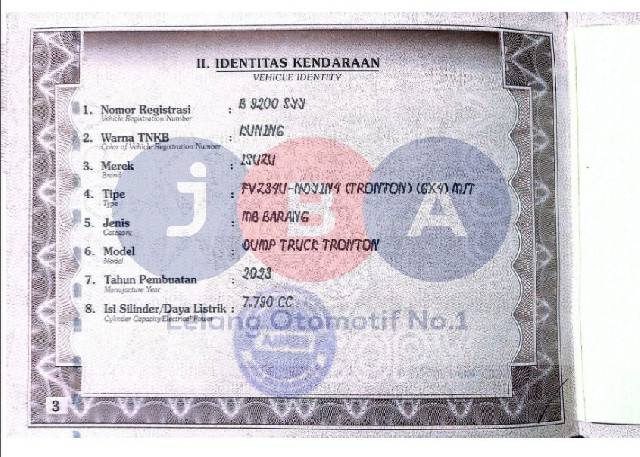 II. IDENTITAS KENDARAAN
VEHICLE IDENTITY
1. Nomor Registrasi : B 9200 SYY
Vehicle Registration Number
2. Warna TNKB : KUNING
Color of Vehicle Registration Number
3. Merek : ISUZU
Brand
4. Tipe : FVZ34U-NQYIN4 (TRONTON) (6X4) M/T
Type
5. Jenis : MB BARANG
Category
6. Model : DUMP TRUCK TRONTON
Model
7. Tahun Pembuatan : 2023
Manufacture Year
8. Isi Silinder/Daya Listrik : 7.790 CC
Cylinder Capacity/Electrical Power
JBA
Lelang Otomotif No.1
3